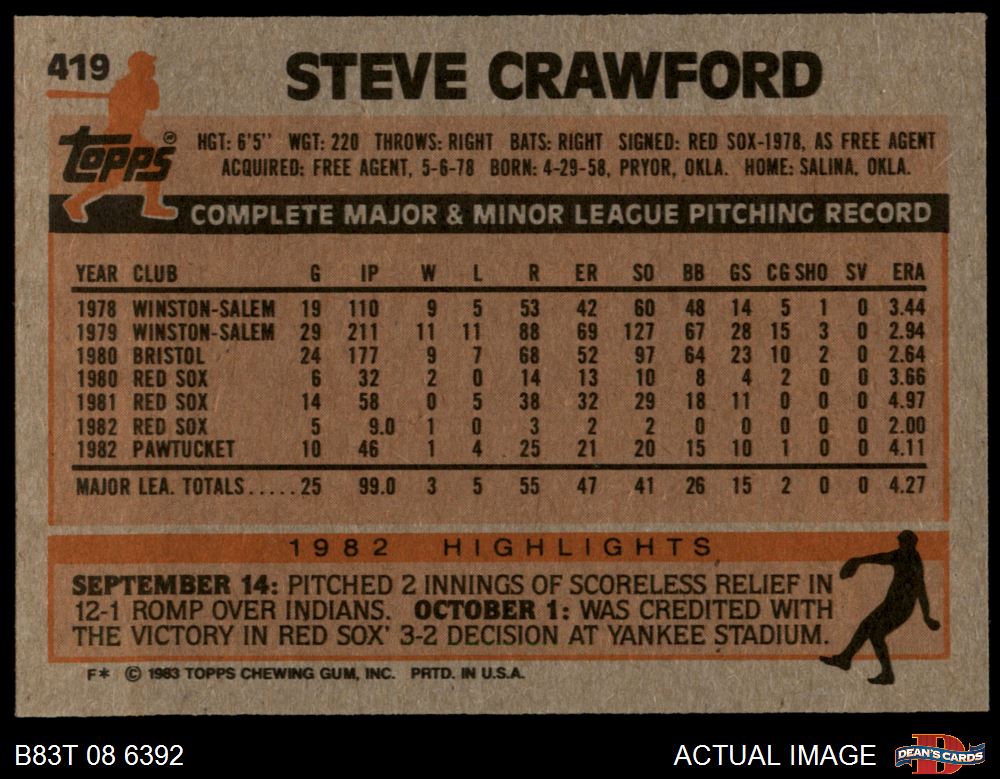 419 STEVE CRAWFORD
Topps®
HGT: 6'5" WGT: 220 THROWS: RIGHT BATS: RIGHT SIGNED: RED SOX-1978, AS FREE AGENT
ACQUIRED: FREE AGENT, 5-6-78 BORN: 4-29-58, PRYOR, OKLA. HOME: SALINA, OKLA.
COMPLETE MAJOR & MINOR LEAGUE PITCHING RECORD
YEAR CLUB G IP W L R ER SO BB GS CG SHO SV ERA
1978 WINSTON-SALEM 19 110 9 5 53 42 60 48 14 5 1 0 3.44
1979 WINSTON-SALEM 29 211 11 11 88 69 127 67 28 15 3 0 2.94
1980 BRISTOL 24 177 9 7 68 52 97 64 23 10 2 0 2.64
1980 RED SOX 6 32 2 0 14 13 10 8 4 2 0 0 3.66
1981 RED SOX 14 58 0 5 38 32 29 18 11 0 0 0 4.97
1982 RED SOX 5 9.0 1 0 3 2 2 0 0 0 0 0 2.00
1982 PAWTUCKET 10 46 1 4 25 21 20 15 10 1 0 0 4.11
MAJOR LEA. TOTALS.....25 99.0 3 5 55 47 41 26 15 2 0 0 4.27
1982 HIGHLIGHTS
SEPTEMBER 14: PITCHED 2 INNINGS OF SCORELESS RELIEF IN
12-1 ROMP OVER INDIANS. OCTOBER 1: WAS CREDITED WITH
THE VICTORY IN RED SOX' 3-2 DECISION AT YANKEE STADIUM.
F* © 1983 TOPPS CHEWING GUM, INC. PRTD. IN U.S.A.
B83T 08 6392 ACTUAL IMAGE DEAN'S CARDS